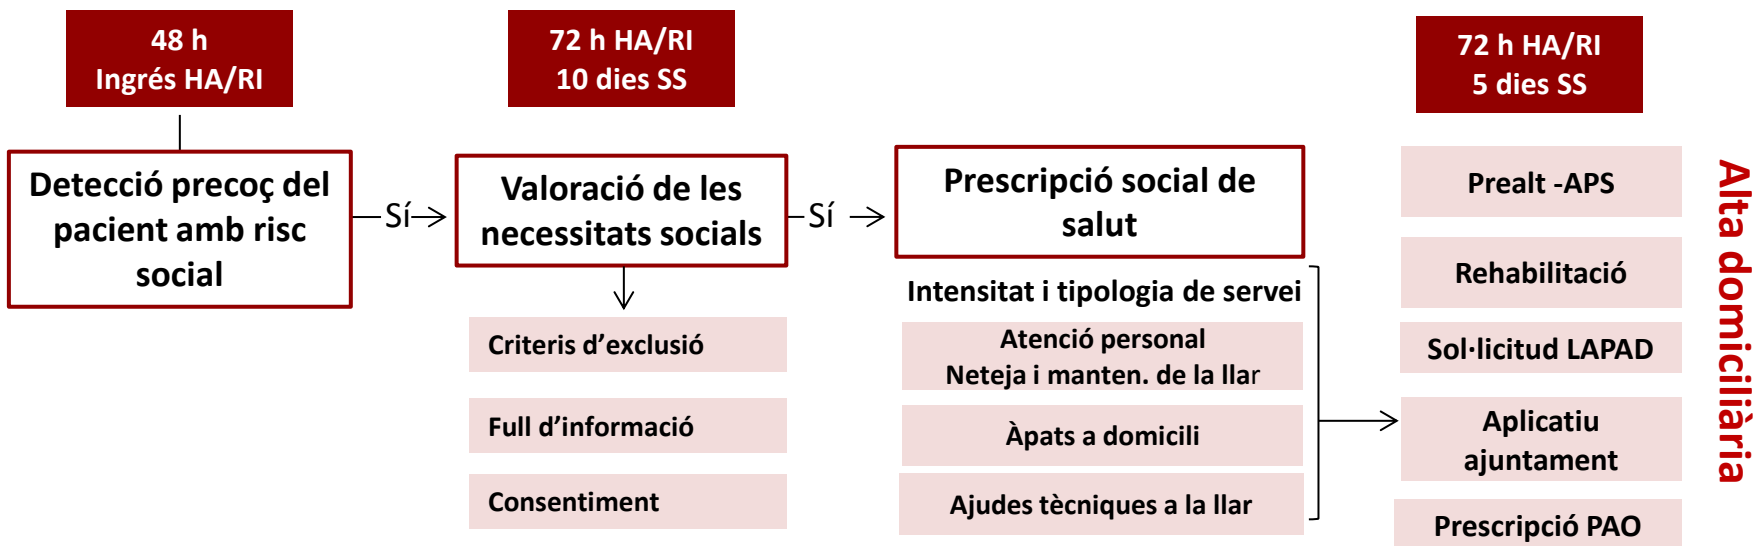 48 h
Ingrés HA/RI
Detecció precoç del
pacient amb risc
social
Sí
72 h HA/RI
10 dies SS
Valoració de les
necessitats socials
Criteris d’exclusió
Full d’informació
Consentiment
Sí
Prescripció social de
salut
Intensitat i tipologia de servei
Atenció personal
Neteja i manten. de la llar
Àpats a domicili
Ajudes tècniques a la llar
72 h HA/RI
5 dies SS
Prealt -APS
Rehabilitació
Sol·licitud LAPAD
Aplicatiu
ajuntament
Prescripció PAO
Alta domiciliària